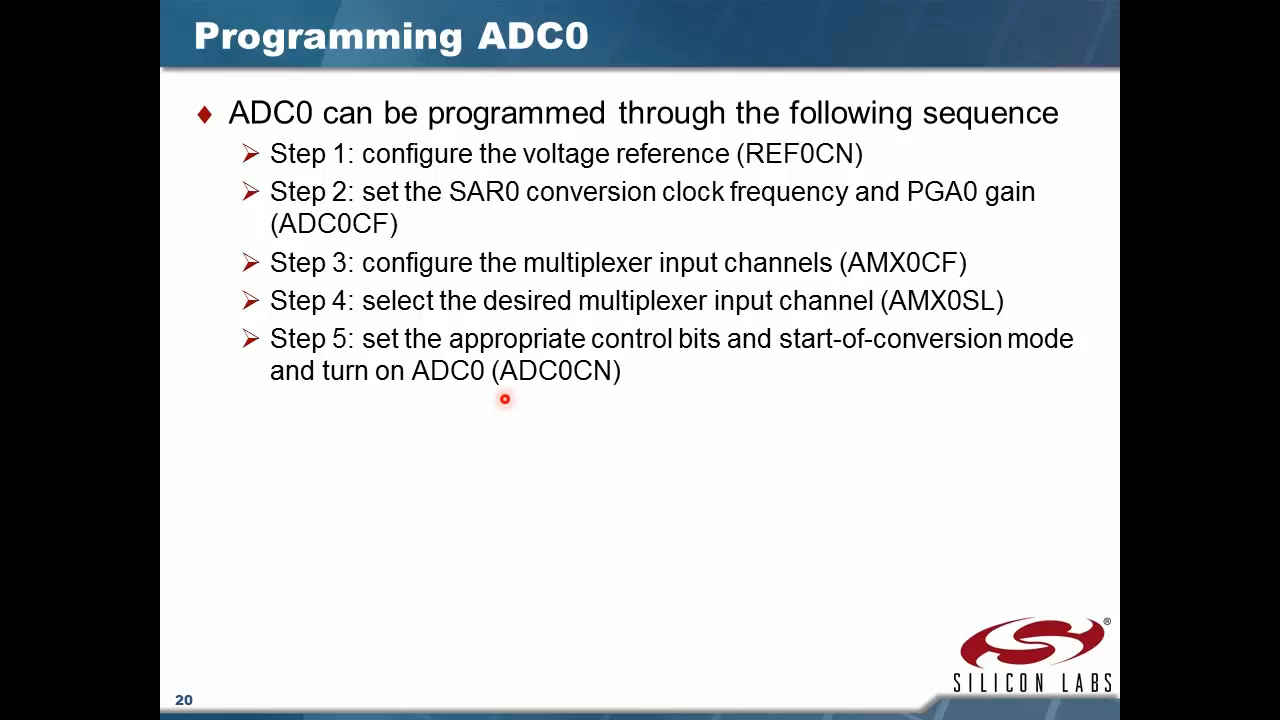 Programming ADC0
ADC0 can be programmed through the following sequence
Step 1: configure the voltage reference (REF0CN)
Step 2: set the SAR0 conversion clock frequency and PGA0 gain
(ADC0CF)
Step 3: configure the multiplexer input channels (AMX0CF)
Step 4: select the desired multiplexer input channel (AMX0SL)
Step 5: set the appropriate control bits and start-of-conversion mode
and turn on ADC0 (ADC0CN)
®
SILICON LABS
20